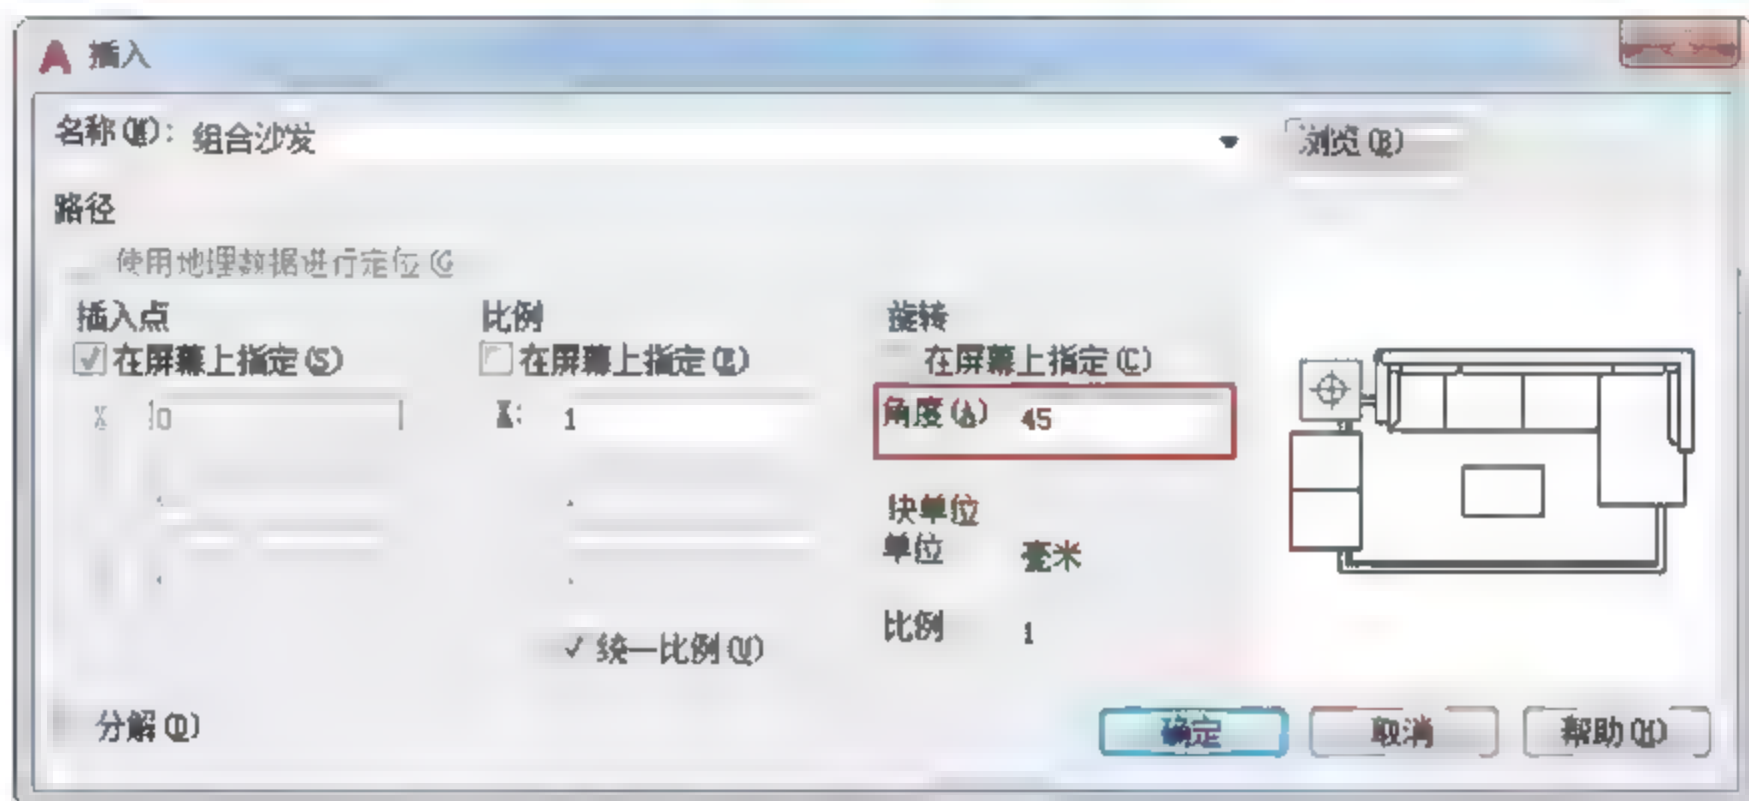 插入
名称(N): 组合沙发 浏览(B)
路径
使用地理数据进行定位(G
插入点 比例 旋转
在屏幕上指定(S) 在屏幕上指定(E) 在屏幕上指定(C)
X 0 X: 1 角度(A) 45
块单位
单位 毫米
比例 1
统一比例(U)
分解(D) 确定 取消 帮助(H)